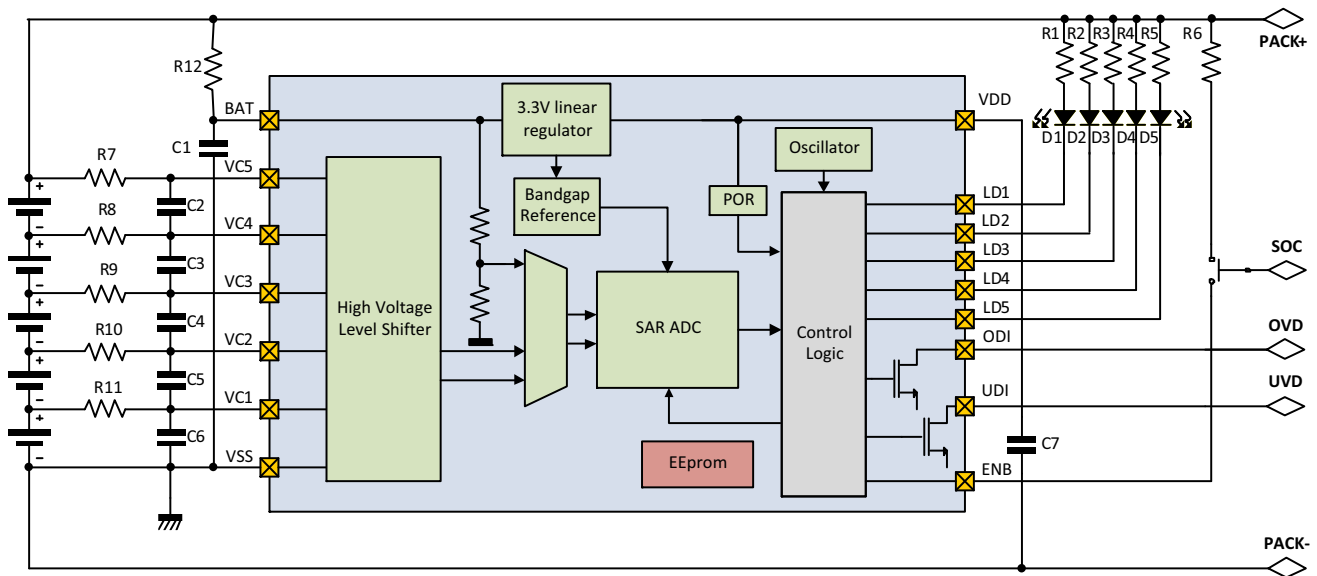 R1 R2 R3 R4 R5 R6
PACK+
R12
BAT
3.3V linear
regulator
VDD
C1
Oscillator
D1 D2 D3 D4 D5
R7
VC5
Bandgap
Reference
POR
LD1
C2
R8
VC4
LD2
C3
R9
VC3
LD3
SOC
High Voltage
Level Shifter
SAR ADC
Control
Logic
LD4
LD5
C4
R10
VC2
ODI
OVD
C5
R11
VC1
UDI
UVD
C6
VSS
EEprom
ENB
C7
PACK-
+
−
+
−
+
−
+
−
+
−